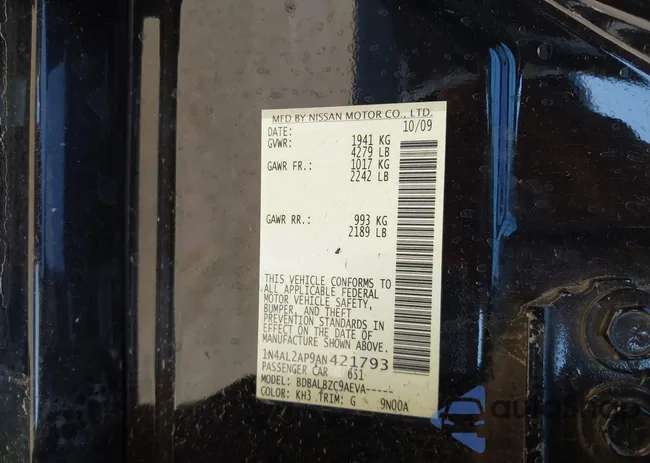 MFD BY NISSAN MOTOR CO., LTD.
DATE: 10/09
GVWR: 1941 KG
4279 LB
GAWR FR.: 1017 KG
2242 LB
GAWR RR.: 993 KG
2189 LB
THIS VEHICLE CONFORMS TO
ALL APPLICABLE FEDERAL
MOTOR VEHICLE SAFETY,
BUMPER, AND THEFT
PREVENTION STANDARDS IN
EFFECT ON THE DATE OF
MANUFACTURE SHOWN ABOVE.
1N4AL2AP9AN421793
PASSENGER CAR 651
MODEL: BDBALBZC9AEVA-----
COLOR: KH3 TRIM: G 9N00A
autoShop